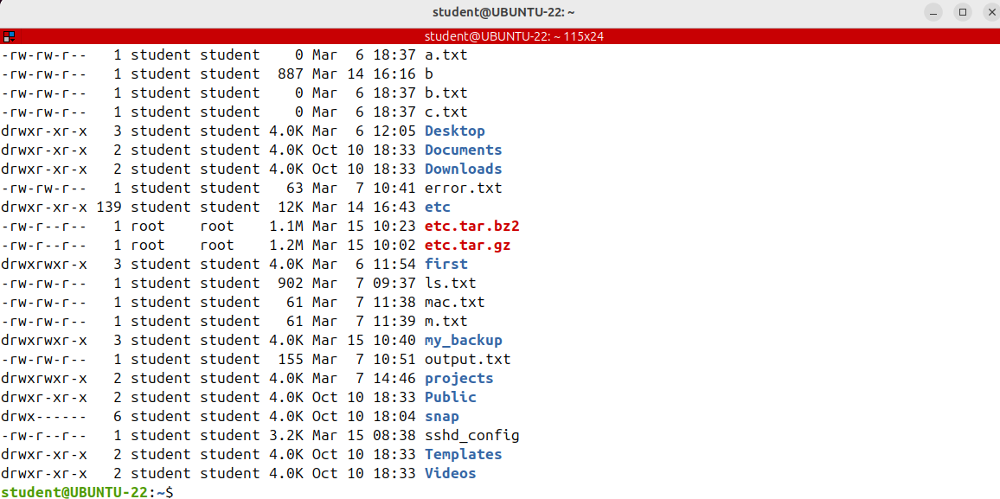 student@UBUNTU-22: ~
student@UBUNTU-22: ~ 115x24
-rw-rw-r--   1 student student    0 Mar  6 18:37 a.txt
-rw-rw-r--   1 student student  887 Mar 14 16:16 b
-rw-rw-r--   1 student student    0 Mar  6 18:37 b.txt
-rw-rw-r--   1 student student    0 Mar  6 18:37 c.txt
drwxr-xr-x   3 student student 4.0K Mar  6 12:05 Desktop
drwxr-xr-x   2 student student 4.0K Oct 10 18:33 Documents
drwxr-xr-x   2 student student 4.0K Oct 10 18:33 Downloads
-rw-rw-r--   1 student student   63 Mar  7 10:41 error.txt
drwxr-xr-x 139 student student  12K Mar 14 16:43 etc
-rw-r--r--   1 root    root    1.1M Mar 15 10:23 etc.tar.bz2
-rw-r--r--   1 root    root    1.2M Mar 15 10:02 etc.tar.gz
drwxrwxr-x   3 student student 4.0K Mar  6 11:54 first
-rw-rw-r--   1 student student  902 Mar  7 09:37 ls.txt
-rw-rw-r--   1 student student   61 Mar  7 11:38 mac.txt
-rw-rw-r--   1 student student   61 Mar  7 11:39 m.txt
drwxrwxr-x   3 student student 4.0K Mar 15 10:40 my_backup
-rw-rw-r--   1 student student  155 Mar  7 10:51 output.txt
drwxrwxr-x   2 student student 4.0K Mar  7 14:46 projects
drwxr-xr-x   2 student student 4.0K Oct 10 18:33 Public
drwx------   6 student student 4.0K Oct 10 18:04 snap
-rw-r--r--   1 student student 3.2K Mar 15 08:38 sshd_config
drwxr-xr-x   2 student student 4.0K Oct 10 18:33 Templates
drwxr-xr-x   2 student student 4.0K Oct 10 18:33 Videos
student@UBUNTU-22:~$